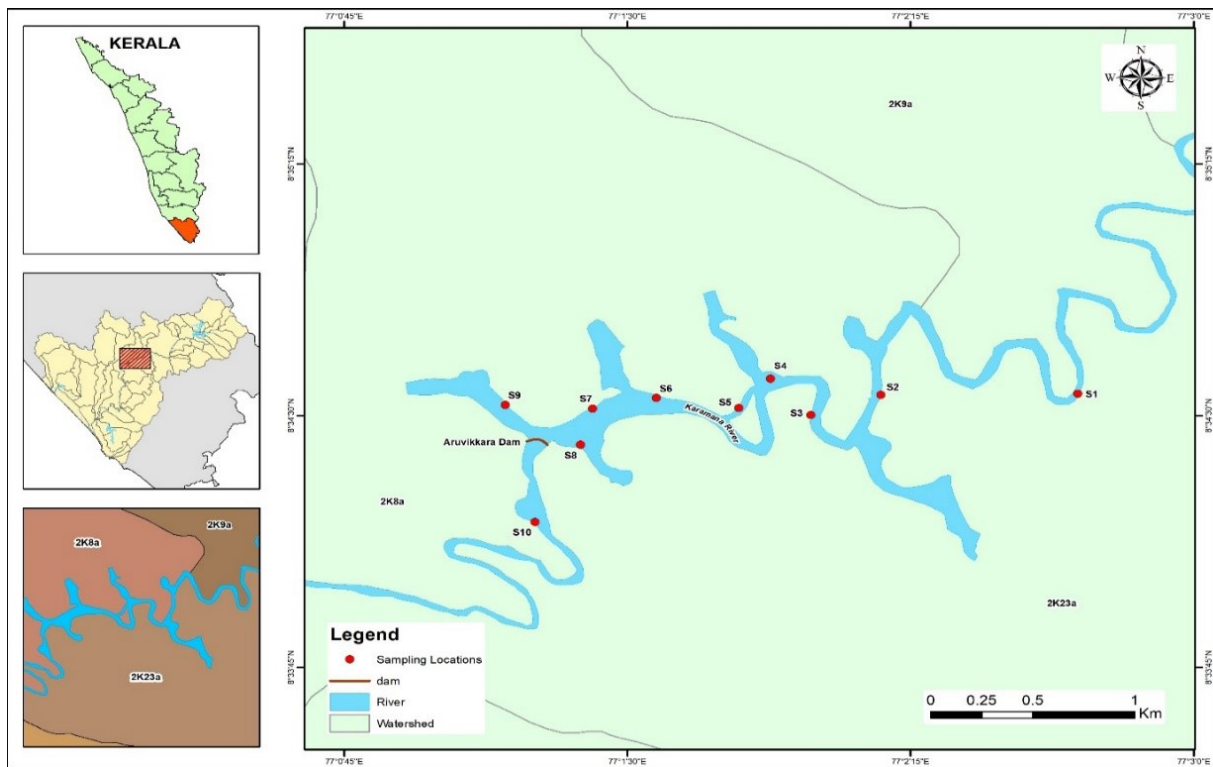 KERALA
2K8a
2K9a
2K23a
77°0'45"E
77°1'30"E
77°2'15"E
77°3'0"E
N
W
E
S
2K9a
8°35'15"N
8°35'15"N
S4
S2
S1
S9
S7
S6
S5
S3
Karamana River
8°34'30"N
8°34'30"N
Aruvikkara Dam
S8
2K8a
S10
2K23a
Legend
Sampling Locations
dam
River
Watershed
8°33'45"N
8°33'45"N
0 0.25 0.5 1
Km
77°0'45"E
77°1'30"E
77°2'15"E
77°3'0"E